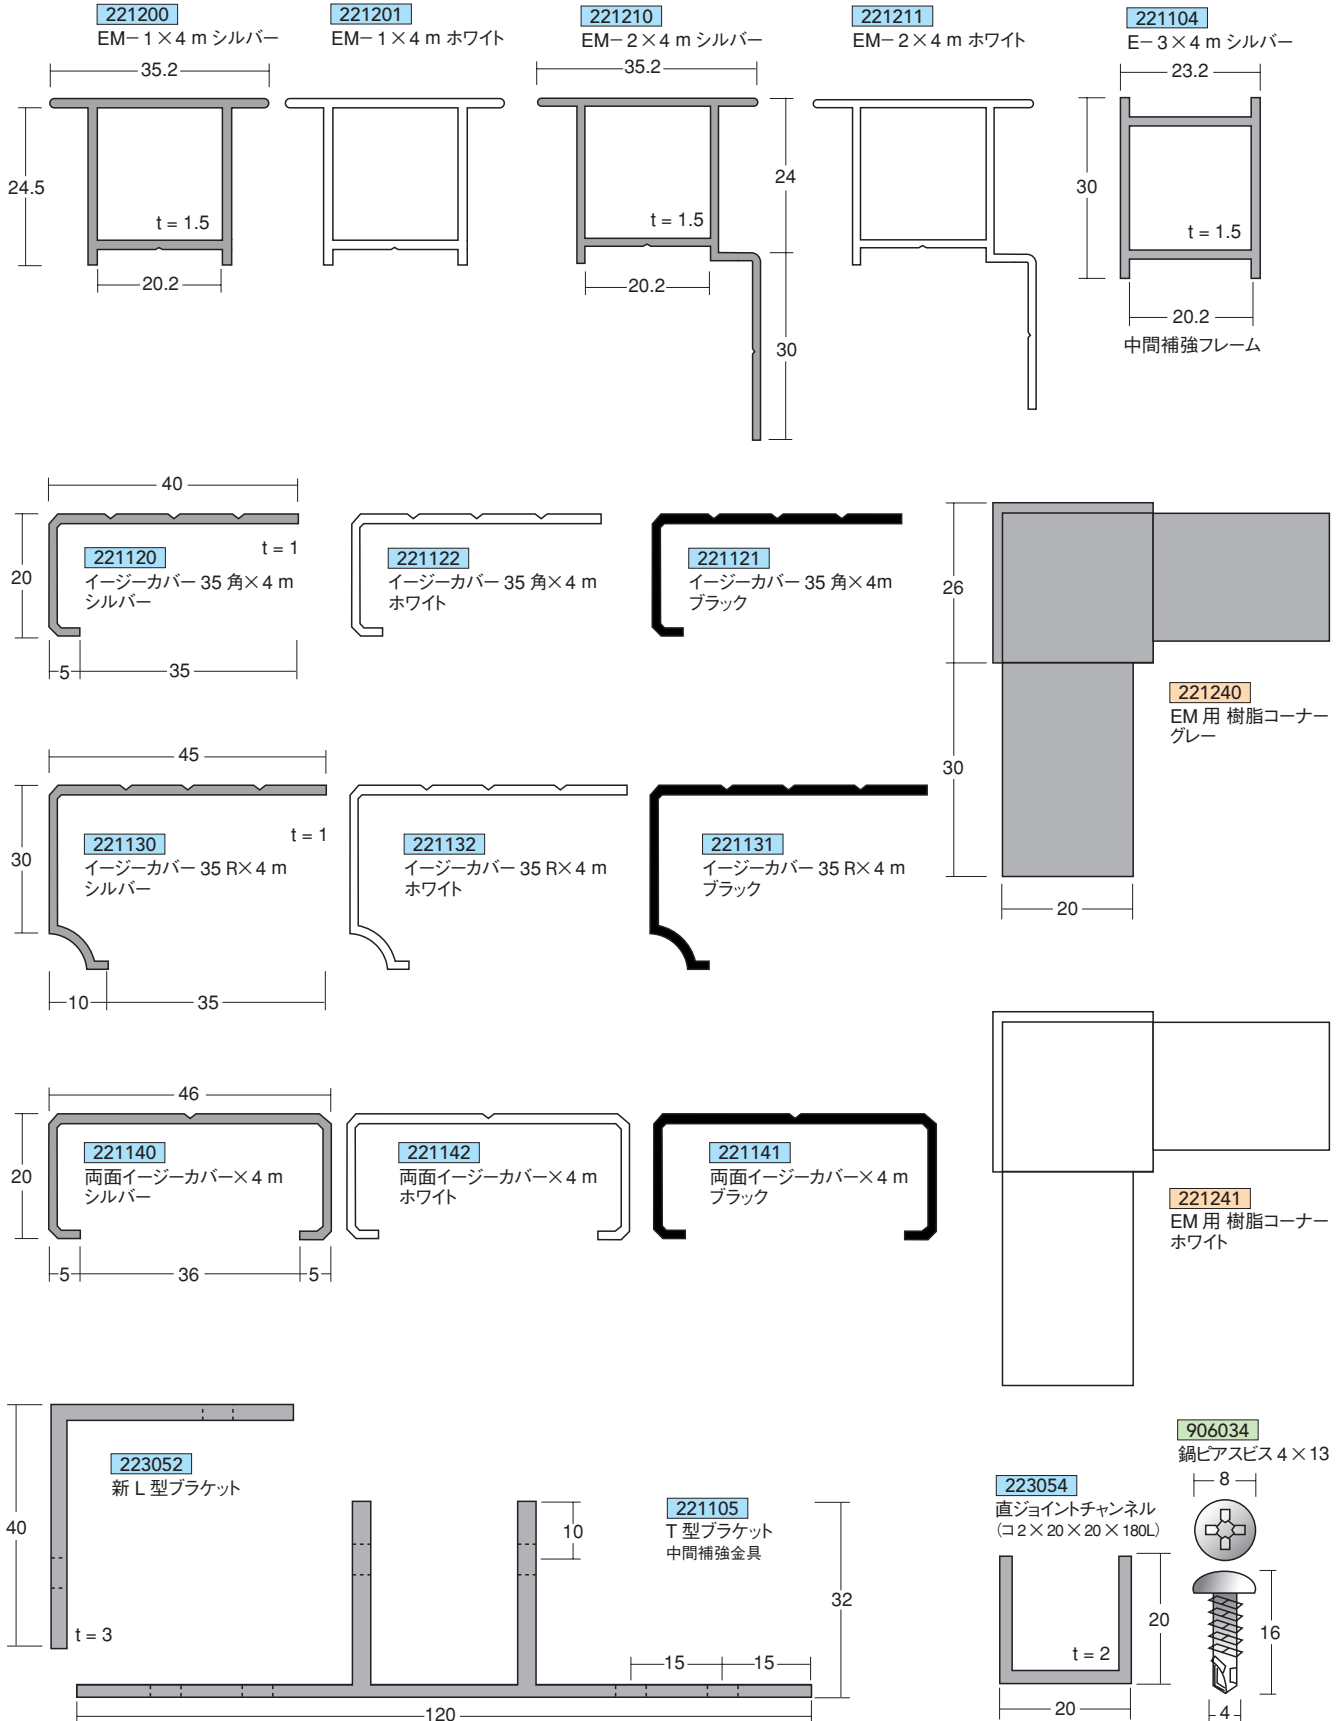 221200
EM−1×4 m シルバー
35.2
24.5
t = 1.5
20.2
221201
EM−1×4 m ホワイト
221210
EM−2×4 m シルバー
35.2
24
t = 1.5
20.2
30
221211
EM−2×4 m ホワイト
221104
E−3×4 m シルバー
23.2
30
t = 1.5
20.2
中間補強フレーム
40
20
t = 1
221120
イージーカバー 35 角×4 m
シルバー
5
35
221122
イージーカバー 35 角×4 m
ホワイト
221121
イージーカバー 35 角×4m
ブラック
26
30
20
221240
EM 用 樹脂コーナー
グレー
45
30
t = 1
221130
イージーカバー 35 R×4 m
シルバー
10
35
221132
イージーカバー 35 R×4 m
ホワイト
221131
イージーカバー 35 R×4 m
ブラック
46
20
221140
両面イージーカバー×4 m
シルバー
5
36
5
221142
両面イージーカバー×4 m
ホワイト
221141
両面イージーカバー×4 m
ブラック
221241
EM 用 樹脂コーナー
ホワイト
40
223052
新 L 型ブラケット
t = 3
10
221105
T 型ブラケット
中間補強金具
32
15
15
120
223054
直ジョイントチャンネル
(コ2×20×20×180L)
20
t = 2
20
906034
鍋ピアスビス 4×13
8
16
4